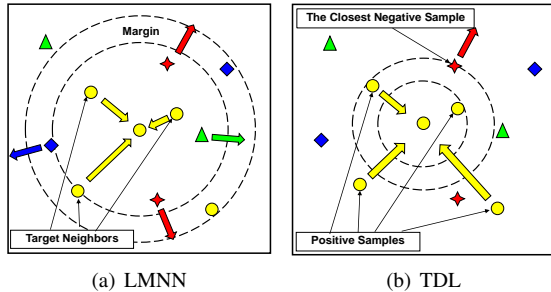 Margin
Target Neighbors
The Closest Negative Sample
Positive Samples
(a) LMNN
(b) TDL